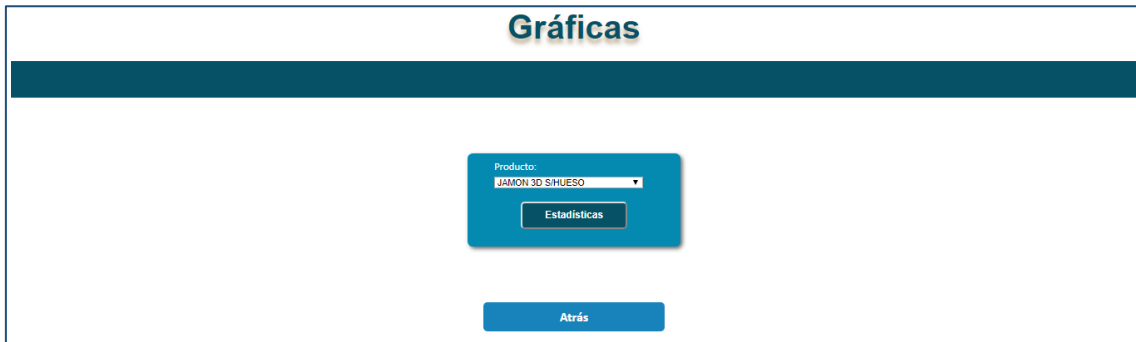 Gráficas
Producto:
JAMON 3D S/HUESO
Estadísticas
Atrás